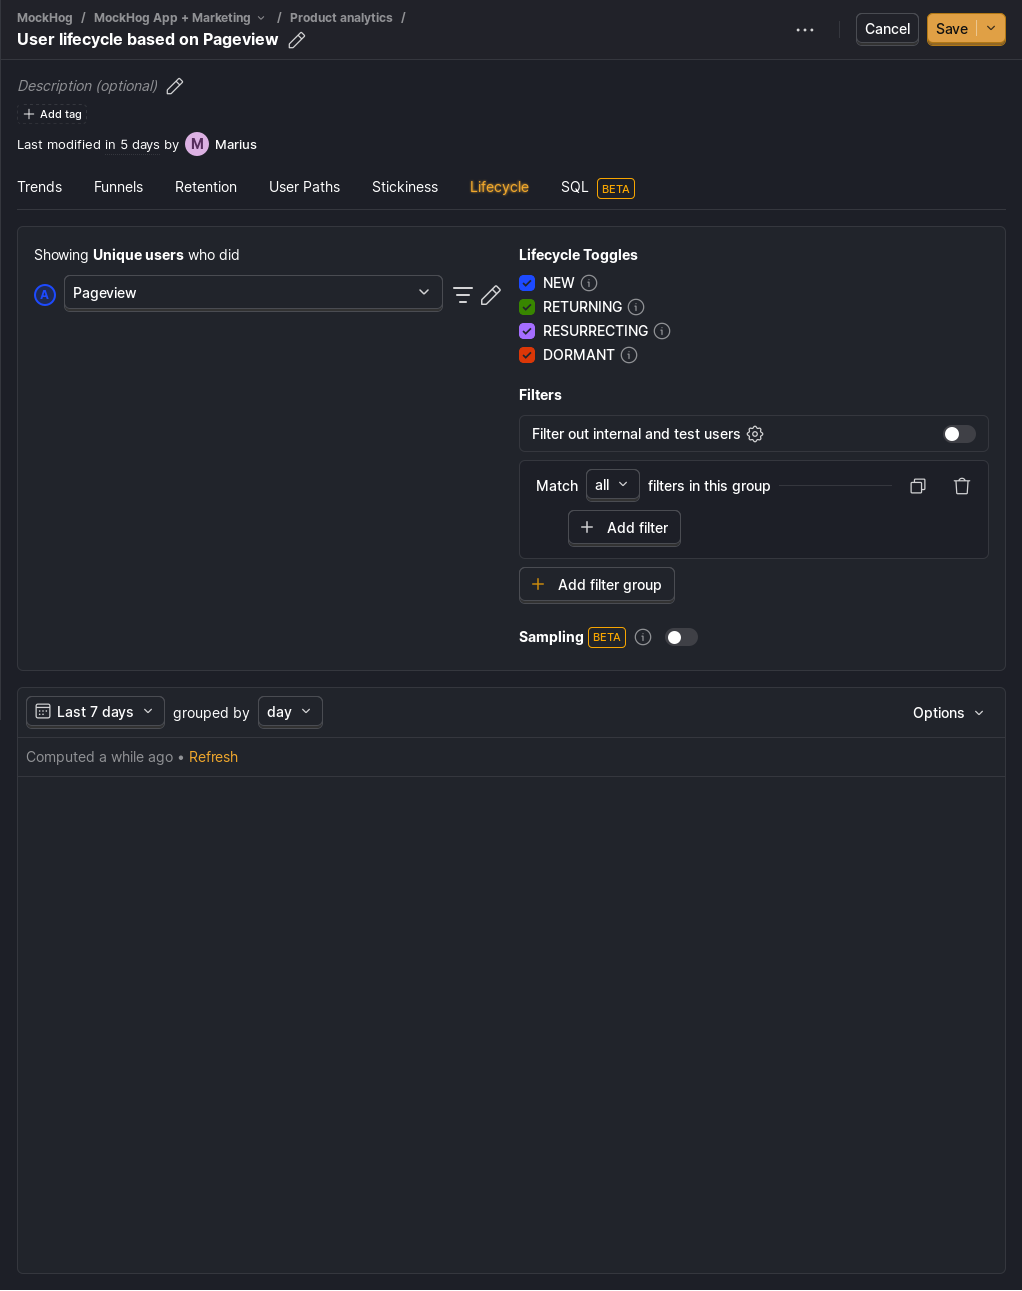 MockHog / MockHog App + Marketing / Product analytics /
User lifecycle based on Pageview
Cancel
Save
Description (optional)
Add tag
Last modified in 5 days by M Marius
Trends Funnels Retention User Paths Stickiness Lifecycle SQL BETA
Showing Unique users who did
A Pageview
Lifecycle Toggles
NEW
RETURNING
RESURRECTING
DORMANT
Filters
Filter out internal and test users
Match all filters in this group
Add filter
Add filter group
Sampling BETA
Last 7 days grouped by day Options
Computed a while ago • Refresh